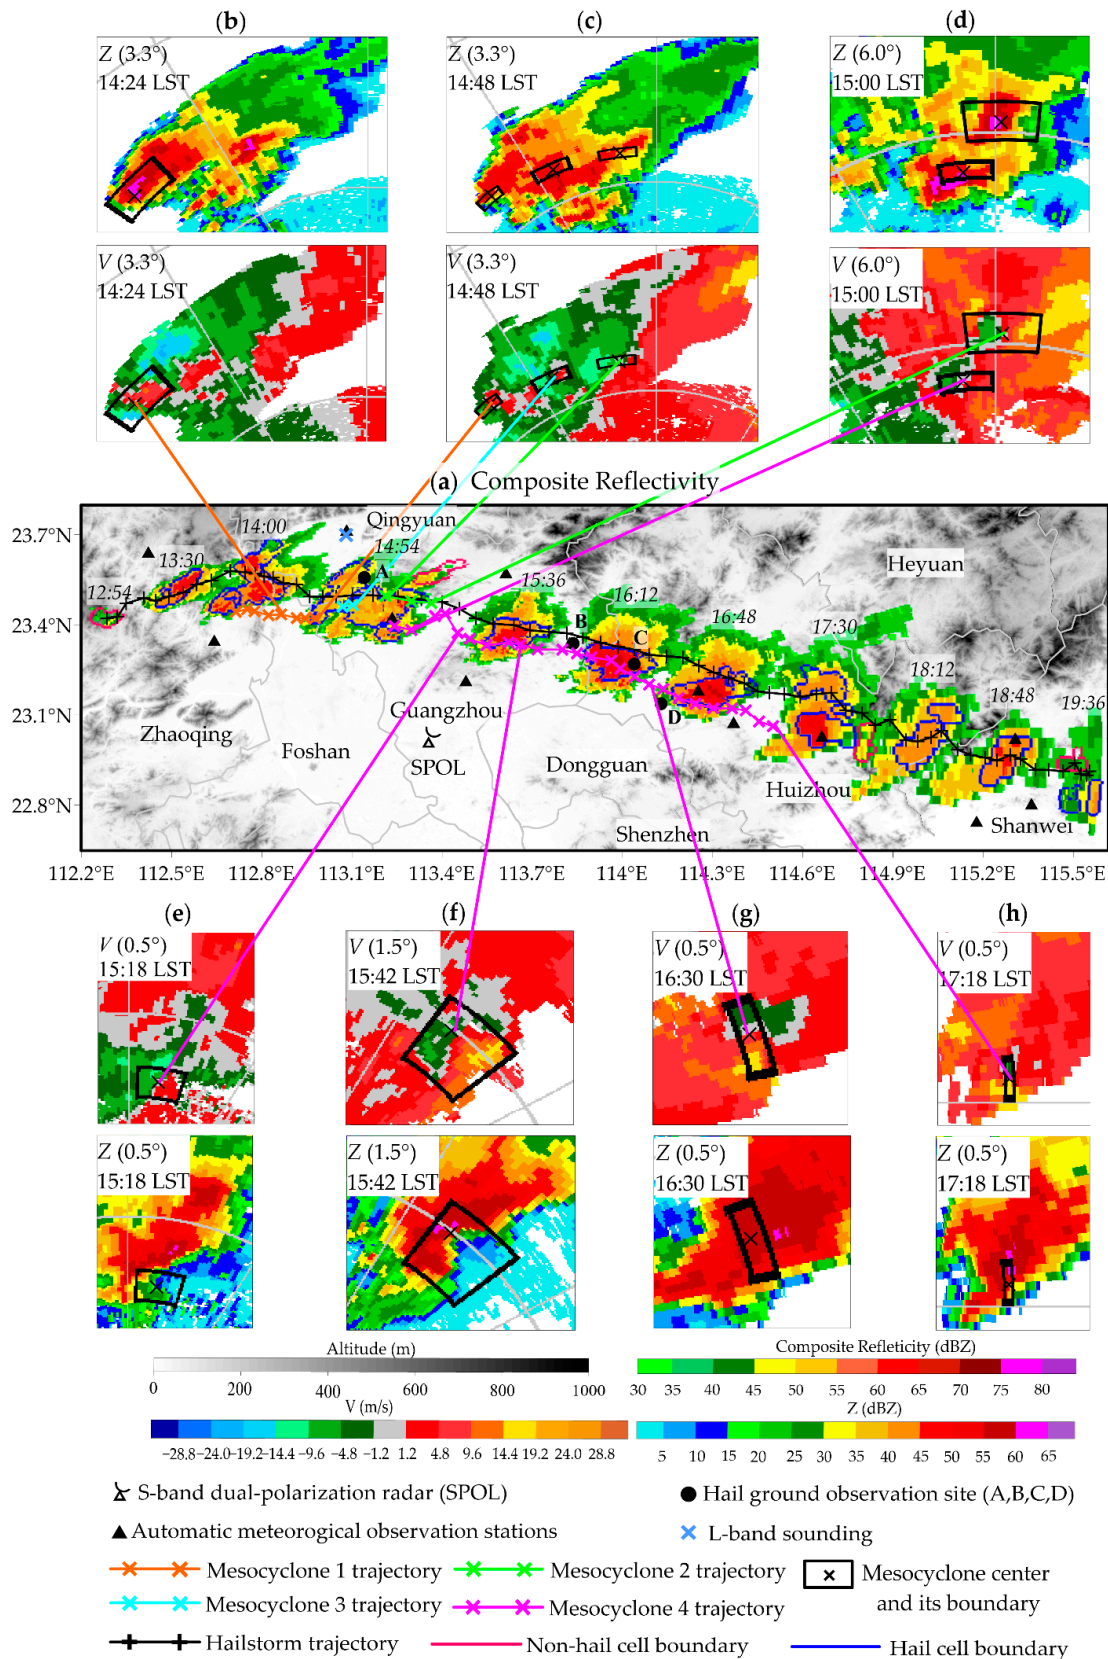 (b)
(c)
(d)
Z (3.3°)
14:24 LST
Z (3.3°)
14:48 LST
Z (6.0°)
15:00 LST
V (3.3°)
14:24 LST
V (3.3°)
14:48 LST
V (6.0°)
15:00 LST
(a) Composite Reflectivity
23.7°N
23.4°N
23.1°N
22.8°N
12:54
13:30
14:00
Qingyuan
14:54
A
15:36
16:12
B
C
16:48
D
17:30
Heyuan
18:12
18:48
19:36
Zhaoqing
Foshan
Guangzhou
SPOL
Dongguan
Huizhou
Shenzhen
Shanwei
112.2°E 112.5°E 112.8°E 113.1°E 113.4°E 113.7°E 114°E 114.3°E 114.6°E 114.9°E 115.2°E 115.5°E
(e)
(f)
(g)
(h)
V (0.5°)
15:18 LST
V (1.5°)
15:42 LST
V (0.5°)
16:30 LST
V (0.5°)
17:18 LST
Z (0.5°)
15:18 LST
Z (1.5°)
15:42 LST
Z (0.5°)
16:30 LST
Z (0.5°)
17:18 LST
Altitude (m)
0 200 400 600 800 1000
Composite Refleticity (dBZ)
30 35 40 45 50 55 60 65 70 75 80
V (m/s)
−28.8 −24.0 −19.2 −14.4 −9.6 −4.8 −1.2 1.2 4.8 9.6 14.4 19.2 24.0 28.8
Z (dBZ)
5 10 15 20 25 30 35 40 45 50 55 60 65
S-band dual-polarization radar (SPOL)
Hail ground observation site (A,B,C,D)
Automatic meteorogical observation stations
L-band sounding
Mesocyclone 1 trajectory
Mesocyclone 2 trajectory
Mesocyclone center
and its boundary
Mesocyclone 3 trajectory
Mesocyclone 4 trajectory
Hailstorm trajectory
Non-hail cell boundary
Hail cell boundary